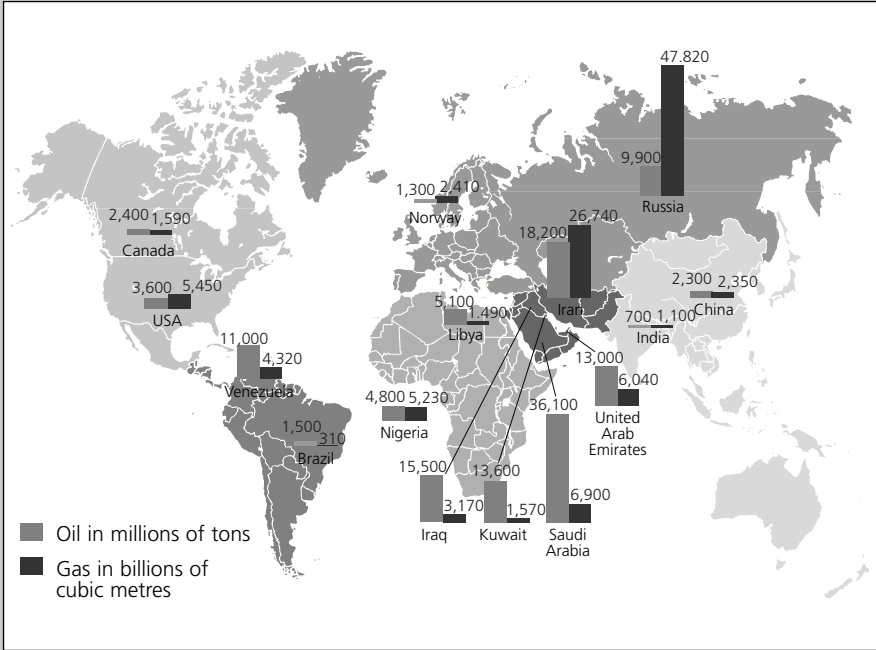 47.820
9,900
Russia
1,300 2,410
Norway
2,400 1,590
Canada
18,200 26,740
Iran
3,600 5,450
USA
2,300 2,350
China
5,100 1.490
Libya
700 1,100
India
11,000
4,320
Venezuela
13,000
6,040
United
Arab
Emirates
4,800 5,230
Nigeria
1,500 310
Brazil
36,100
6,900
Saudi
Arabia
15,500
3,170
Iraq
13,600
1,570
Kuwait
Oil in millions of tons
Gas in billions of
cubic metres